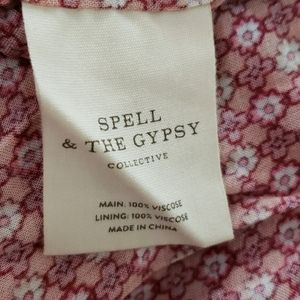 SPELL
& THE GYPSY
COLLECTIVE
MAIN: 100% VISCOSE
LINING: 100% VISCOSE
MADE IN CHINA